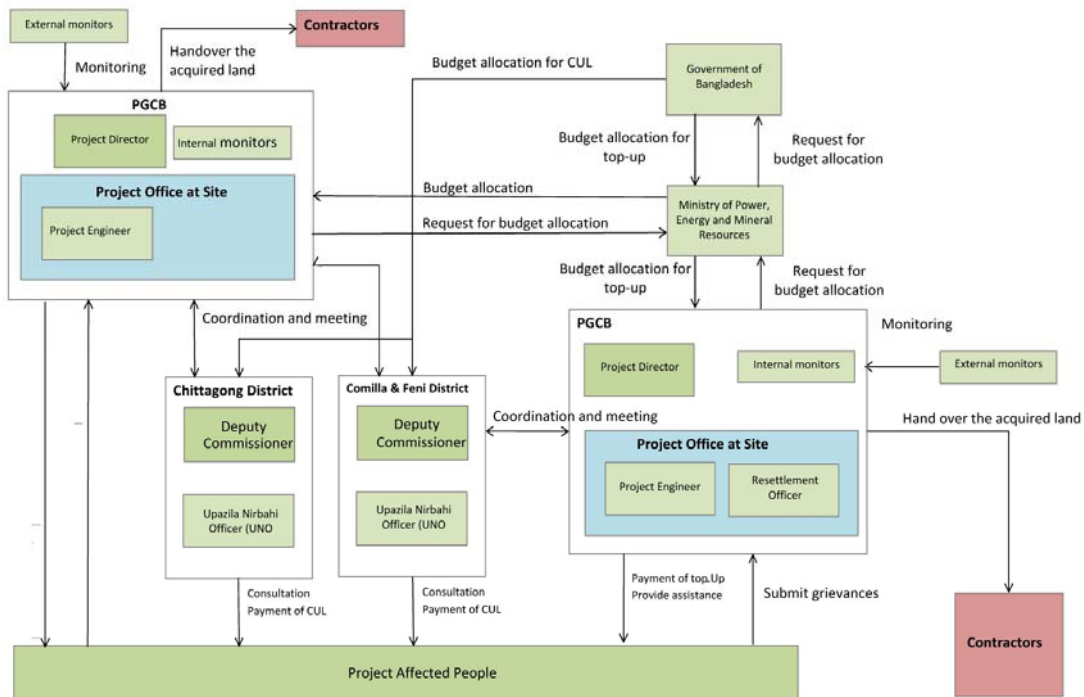 External monitors
Contractors
Monitoring
Handover the
acquired land
Budget allocation for CUL
Government of
Bangladesh
PGCB
Project Director
Internal monitors
Budget allocation for
top-up
Request for
budget allocation
Project Office at Site
Project Engineer
Budget allocation
Request for budget allocation
Ministry of Power,
Energy and Mineral
Resources
Budget allocation for
top-up
Request for
budget allocation
Coordination and meeting
PGCB
Monitoring
Project Director
Internal monitors
External monitors
Chittagong District
Comilla & Feni District
Deputy
Commissioner
Deputy
Commissioner
Coordination and meeting
Hand over the acquired land
Project Office at Site
Project Engineer
Resettlement
Officer
Upazila Nirbahi
Officer (UNO
Upazila Nirbahi
Officer (UNO
Consultation
Payment of CUL
Consultation
Payment of CUL
Payment of top.Up
Provide assistance
Submit grievances
Contractors
Project Affected People